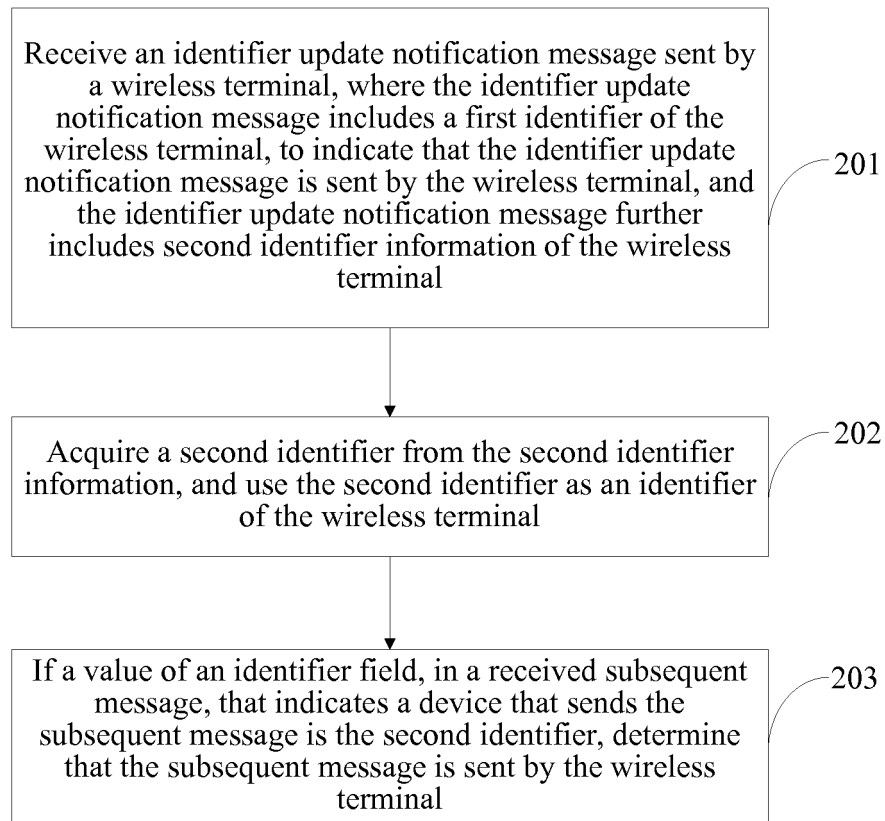 Receive an identifier update notification message sent by
a wireless terminal, where the identifier update
notification message includes a first identifier of the
wireless terminal, to indicate that the identifier update
notification message is sent by the wireless terminal, and
the identifier update notification message further
includes second identifier information of the wireless
terminal
201
Acquire a second identifier from the second identifier
information, and use the second identifier as an identifier
of the wireless terminal
202
If a value of an identifier field, in a received subsequent
message, that indicates a device that sends the
subsequent message is the second identifier, determine
that the subsequent message is sent by the wireless
terminal
203